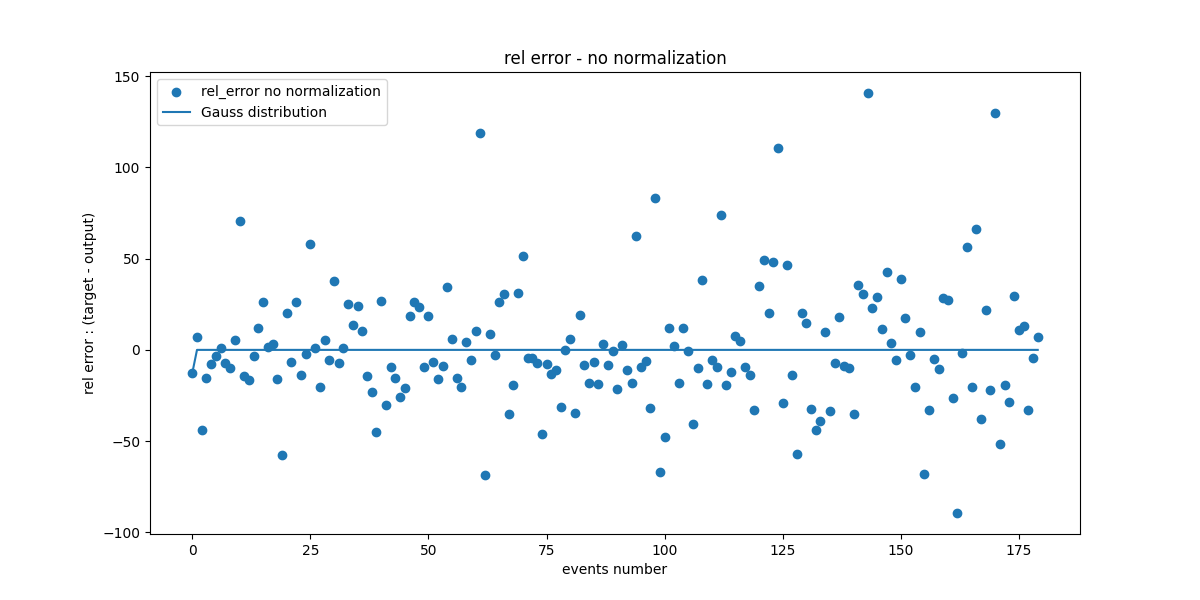 rel error - no normalization
rel_error no normalization
Gauss distribution
150
100
50
0
−50
−100
rel error : (target - output)
0
25
50
75
100
125
150
175
events number